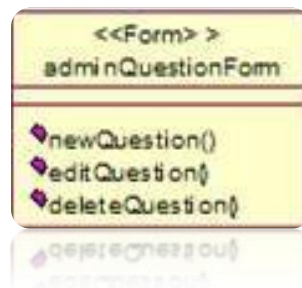 <<Form> >
adminQuestionForm
newQuestion()
editQuestion()
deleteQuestion()